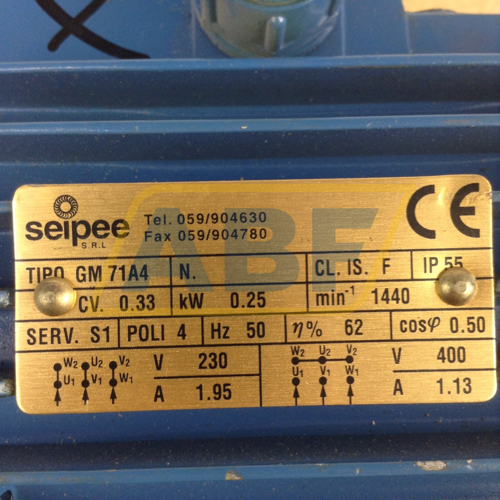 seipee
S.R.L
Tel. 059/904630
Fax 059/904780
CE
TIPO GM 71A4 N. CL. IS. F IP 55
CV. 0.33 kW 0.25 min-1 1440
SERV. S1 POLI 4 Hz 50 η% 62 cosφ 0.50
W2 U2 V2 V 230 W2 U2 V2 V 400
U1 V1 W1 A 1.95 U1 V1 W1 A 1.13
ABF